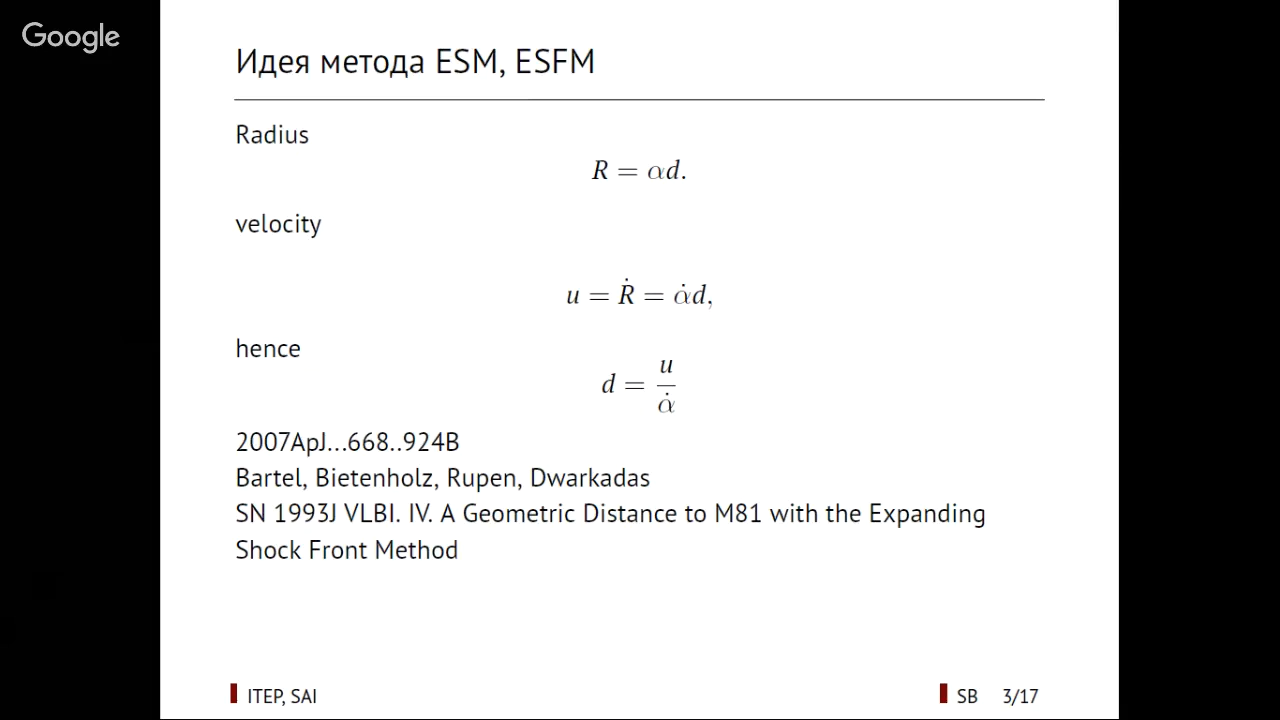 Google
Идея метода ESM, ESFM
Radius
R = αd.
velocity
u = Ṙ = α̇d,
hence
d = u/α̇
2007ApJ...668..924B
Bartel, Bietenholz, Rupen, Dwarkadas
SN 1993J VLBI. IV. A Geometric Distance to M81 with the Expanding
Shock Front Method
ITEP, SAI
SB 3/17